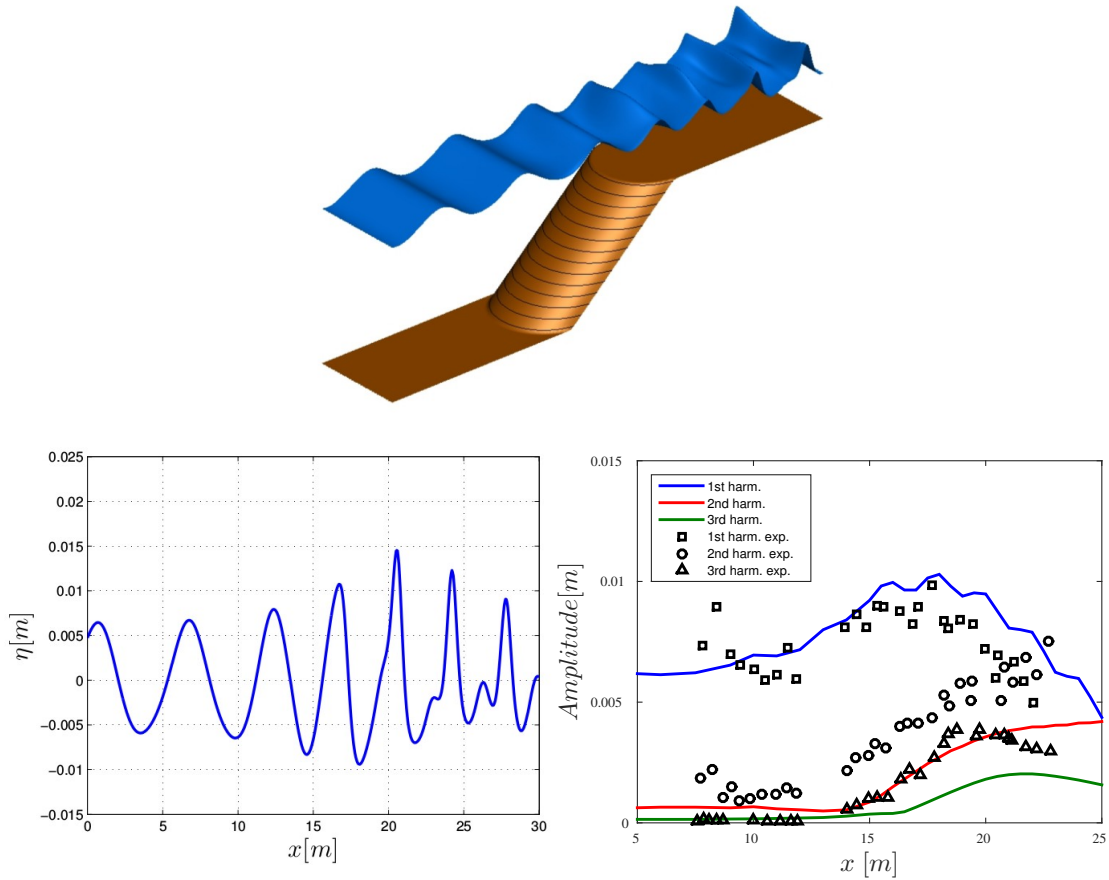 0.025
0.02
0.015
0.01
0.005
0
−0.005
−0.01
−0.015
η[m]
0 5 10 15 20 25 30
x[m]
0.015
0.01
0.005
0
Amplitude[m]
1st harm.
2nd harm.
3rd harm.
1st harm. exp.
2nd harm. exp.
3rd harm. exp.
5 10 15 20 25
x [m]